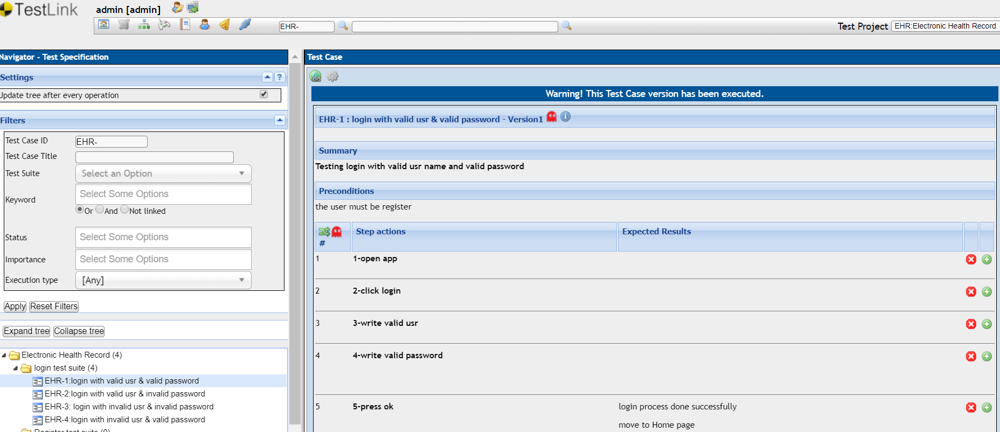 TestLink
admin [admin]
EHR-
Test Project EHR:Electronic Health Record
Navigator - Test Specification
Settings
?
Update tree after every operation
Filters
Test Case ID EHR-
Test Case Title
Test Suite Select an Option
Keyword Select Some Options
Or And Not linked
Status Select Some Options
Importance Select Some Options
Execution type [Any]
Apply Reset Filters
Expand tree Collapse tree
Electronic Health Record (4)
login test suite (4)
EHR-1:login with valid usr & valid password
EHR-2:login with valid usr & invalid password
EHR-3: login with invalid usr & invalid password
EHR-4:login with invalid usr & valid password
Register test suite (0)
Test Case
Warning! This Test Case version has been executed.
EHR-1 : login with valid usr & valid password - Version1
Summary
Testing login with valid usr name and valid password
Preconditions
the user must be register
# Step actions Expected Results
1 1-open app
2 2-click login
3 3-write valid usr
4 4-write valid password
5 5-press ok login process done successfully
move to Home page